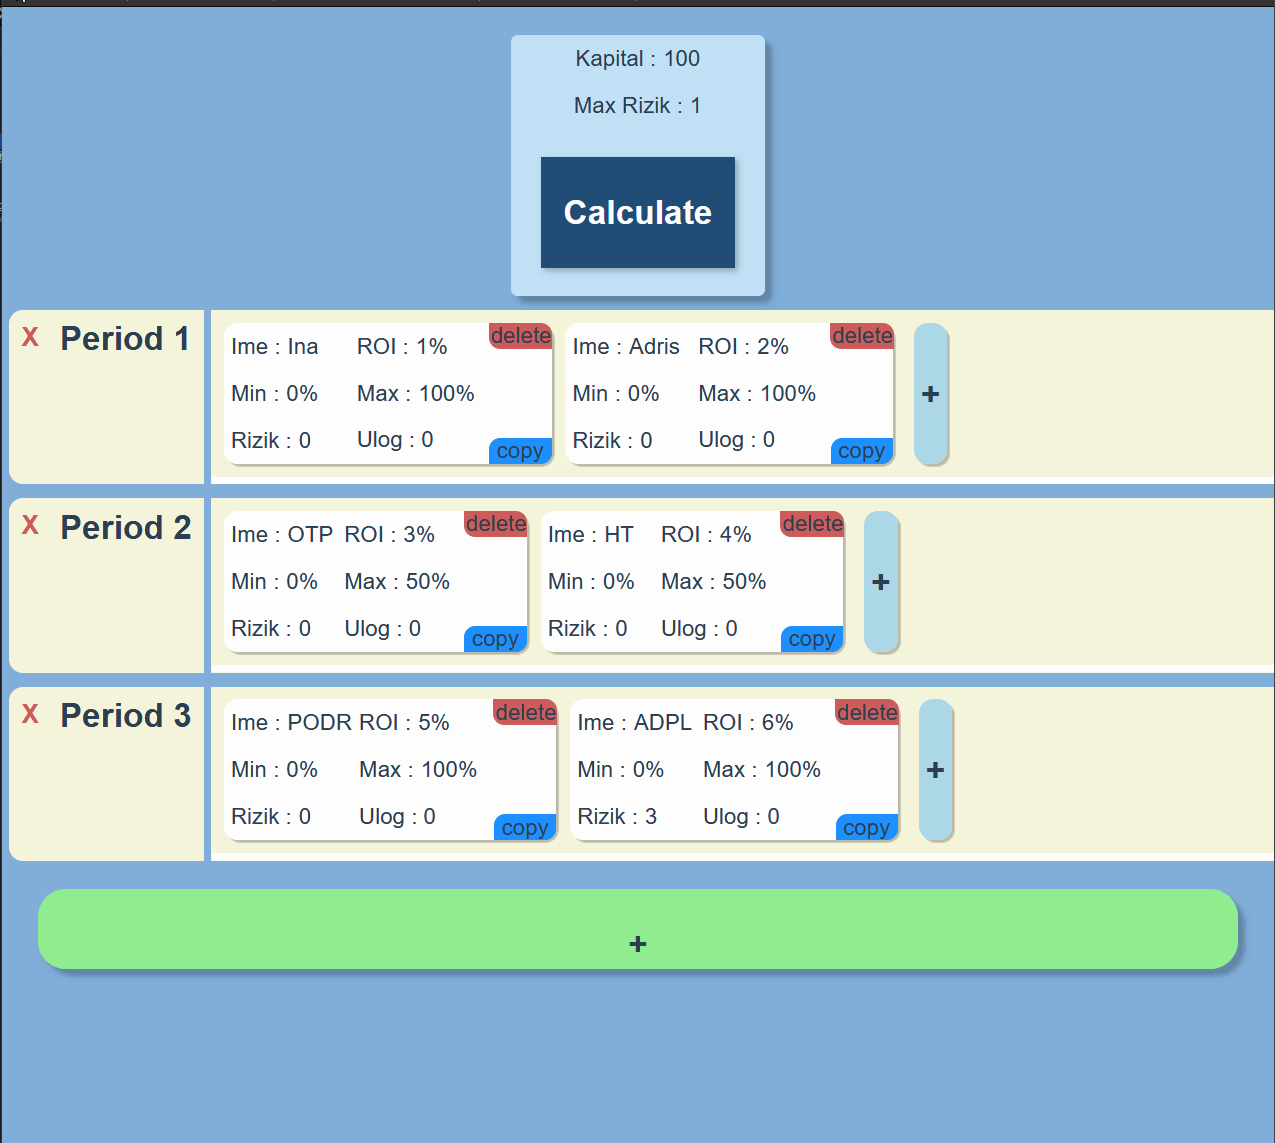 Kapital : 100
Max Rizik : 1
Calculate
X Period 1
Ime : Ina ROI : 1% delete
Min : 0% Max : 100%
Rizik : 0 Ulog : 0 copy
Ime : Adris ROI : 2% delete
Min : 0% Max : 100%
Rizik : 0 Ulog : 0 copy
+
X Period 2
Ime : OTP ROI : 3% delete
Min : 0% Max : 50%
Rizik : 0 Ulog : 0 copy
Ime : HT ROI : 4% delete
Min : 0% Max : 50%
Rizik : 0 Ulog : 0 copy
+
X Period 3
Ime : PODR ROI : 5% delete
Min : 0% Max : 100%
Rizik : 0 Ulog : 0 copy
Ime : ADPL ROI : 6% delete
Min : 0% Max : 100%
Rizik : 3 Ulog : 0 copy
+
+